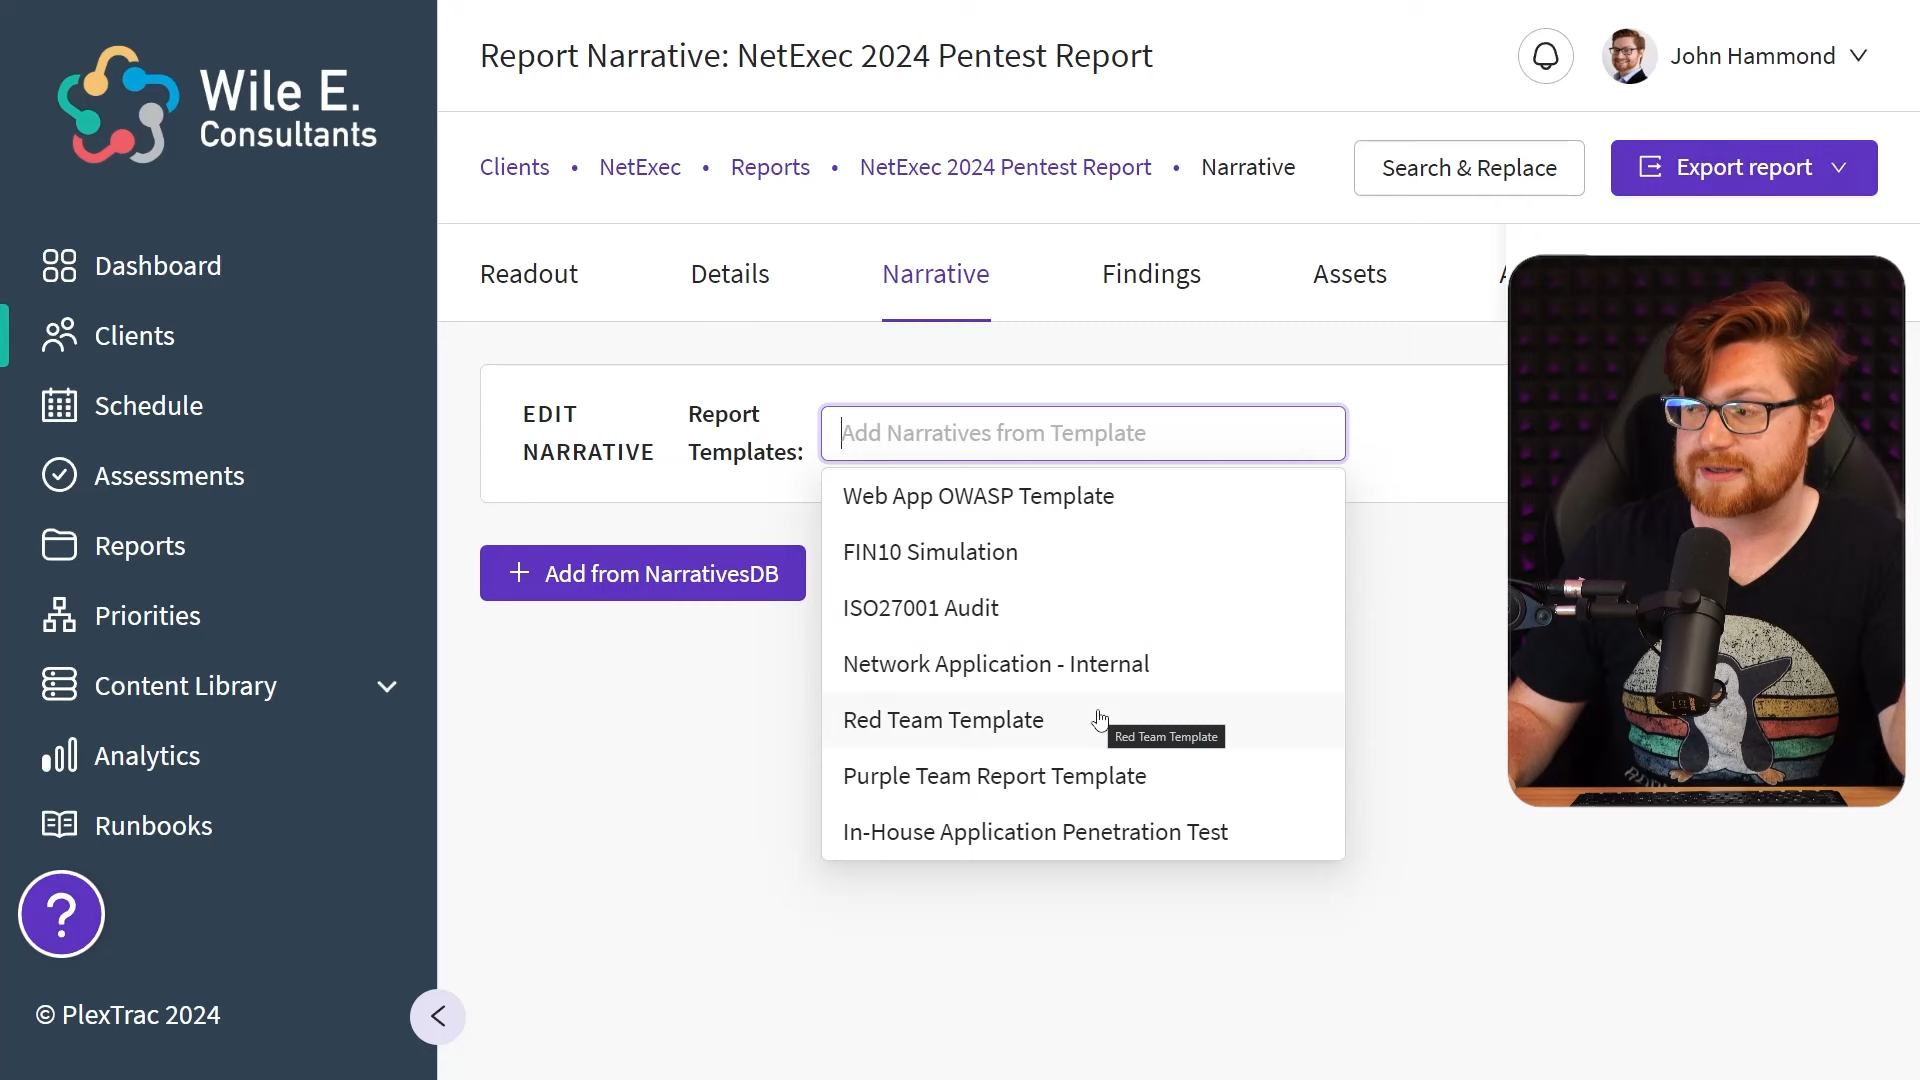 Wile E.
Consultants
Dashboard
Clients
Schedule
Assessments
Reports
Priorities
Content Library
Analytics
Runbooks
?
© PlexTrac 2024
Report Narrative: NetExec 2024 Pentest Report
John Hammond
Clients • NetExec • Reports • NetExec 2024 Pentest Report • Narrative
Search & Replace
Export report
Readout
Details
Narrative
Findings
Assets
EDIT
NARRATIVE
Report
Templates:
Add Narratives from Template
Web App OWASP Template
FIN10 Simulation
ISO27001 Audit
Network Application - Internal
Red Team Template
Red Team Template
Purple Team Report Template
In-House Application Penetration Test
Add from NarrativesDB